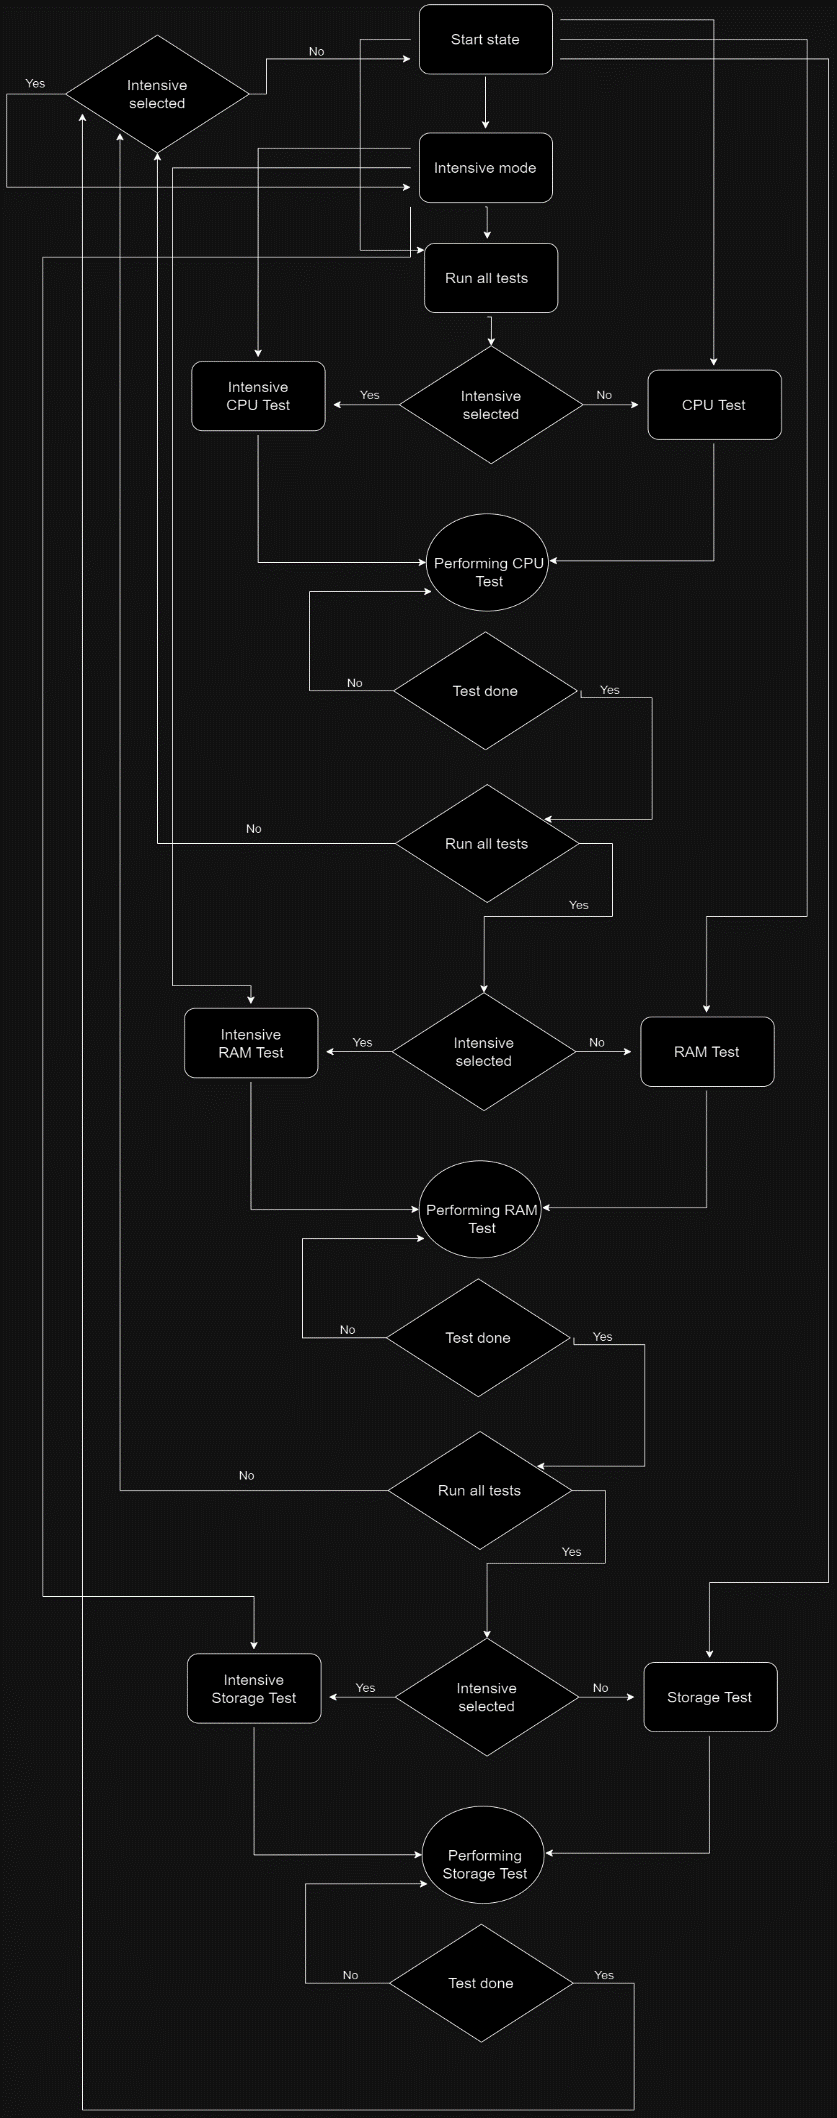 Start state
No
Yes
Intensive
selected
Intensive mode
Run all tests
Intensive
CPU Test
Yes
Intensive
selected
No
CPU Test
Performing CPU
Test
No
Test done
Yes
No
Run all tests
Yes
Intensive
RAM Test
Yes
Intensive
selected
No
RAM Test
Performing RAM
Test
No
Test done
Yes
No
Run all tests
Yes
Intensive
Storage Test
Yes
Intensive
selected
No
Storage Test
Performing
Storage Test
No
Test done
Yes